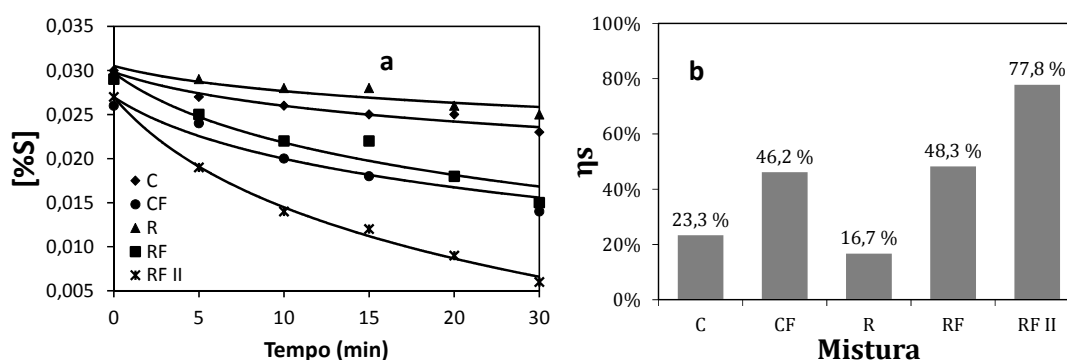 a
[%S]
0,035
0,030
0,025
0,020
0,015
0,010
0,005
C
CF
R
RF
RF II
0 5 10 15 20 30
Tempo (min)
b
ηs
100%
80%
60%
40%
20%
0%
23,3 %
46,2 %
16,7 %
48,3 %
77,8 %
C CF R RF RF II
Mistura